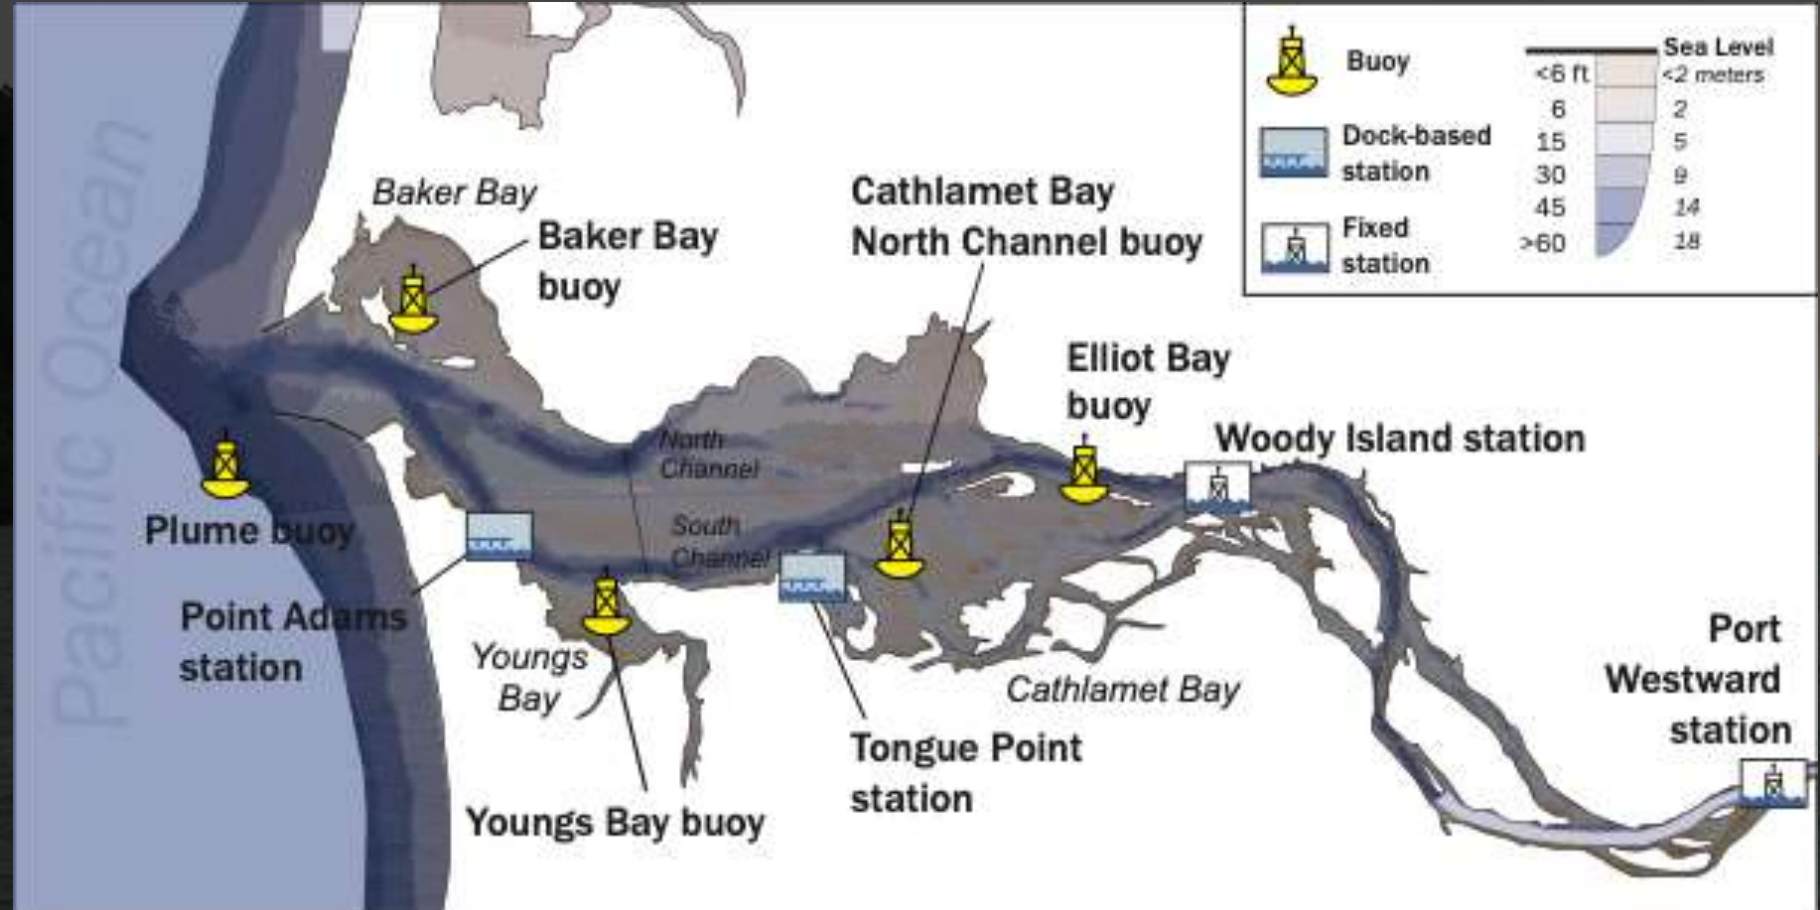 Pacific Ocean
Baker Bay
Baker Bay
buoy
Cathlamet Bay
North Channel buoy
Elliot Bay
buoy
Woody Island station
North
Channel
South
Channel
Plume buoy
Point Adams
station
Youngs
Bay
Youngs Bay buoy
Tongue Point
station
Cathlamet Bay
Port
Westward
station
Buoy
Dock-based
station
Fixed
station
Sea Level
<6 ft <2 meters
6 2
15 5
30 9
45 14
>60 18